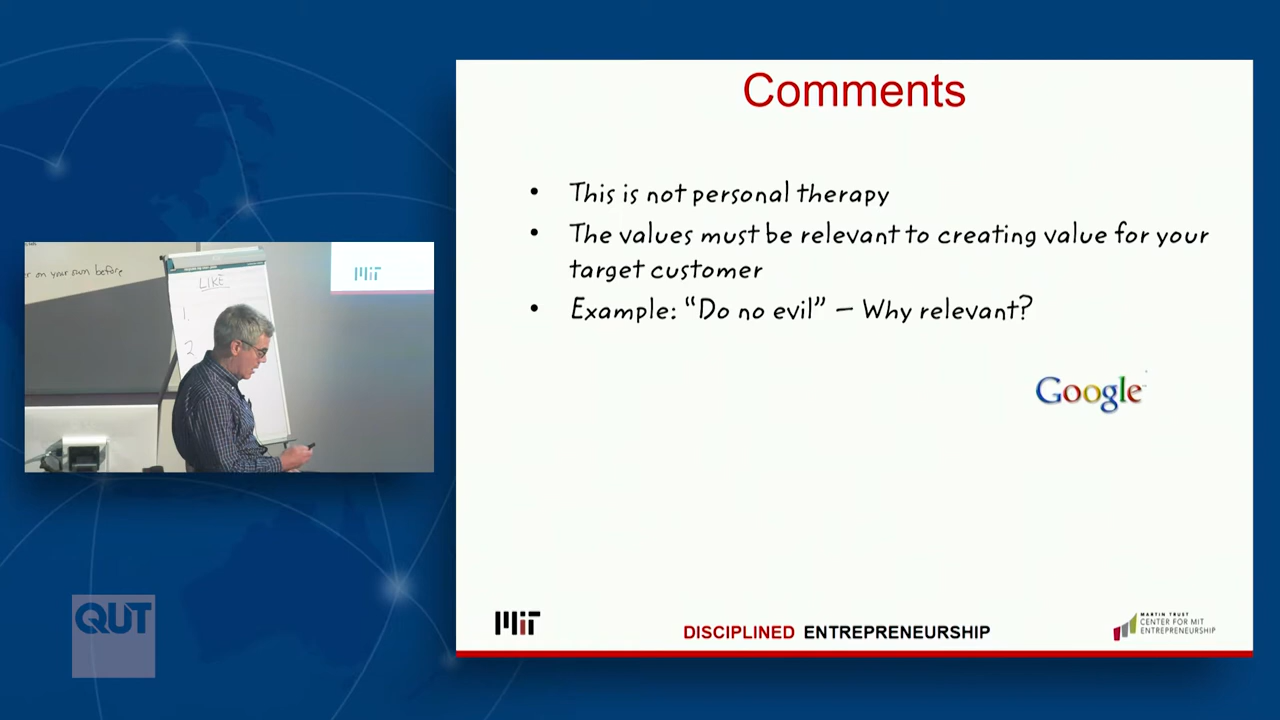 Comments
• This is not personal therapy
• The values must be relevant to creating value for your
target customer
• Example: “Do no evil” – Why relevant?
Google
r on your own before
LIKE
1.
2
MIT
QUT
MIT
DISCIPLINED ENTREPRENEURSHIP
MARTIN TRUST
CENTER FOR MIT
ENTREPRENEURSHIP